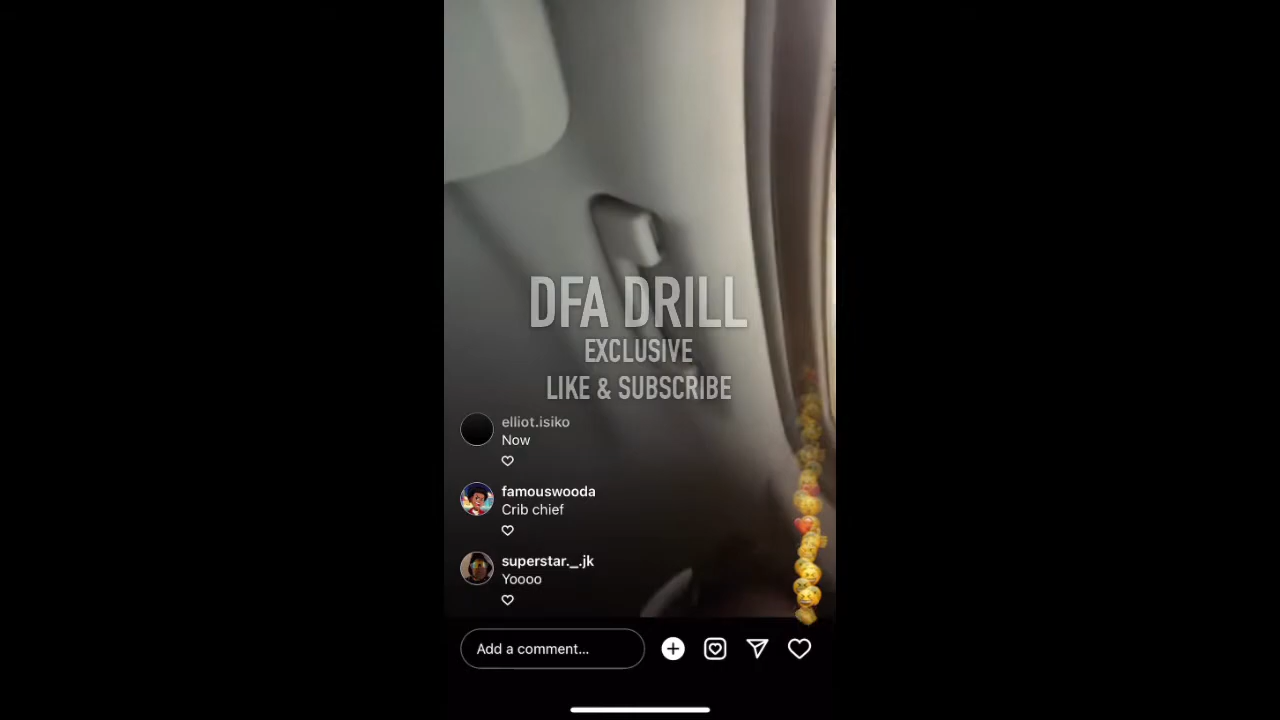 DFA DRILL
EXCLUSIVE
LIKE & SUBSCRIBE
elliot.isiko
Now
famouswooda
Crib chief
superstar._.jk
Yoooo
Add a comment...